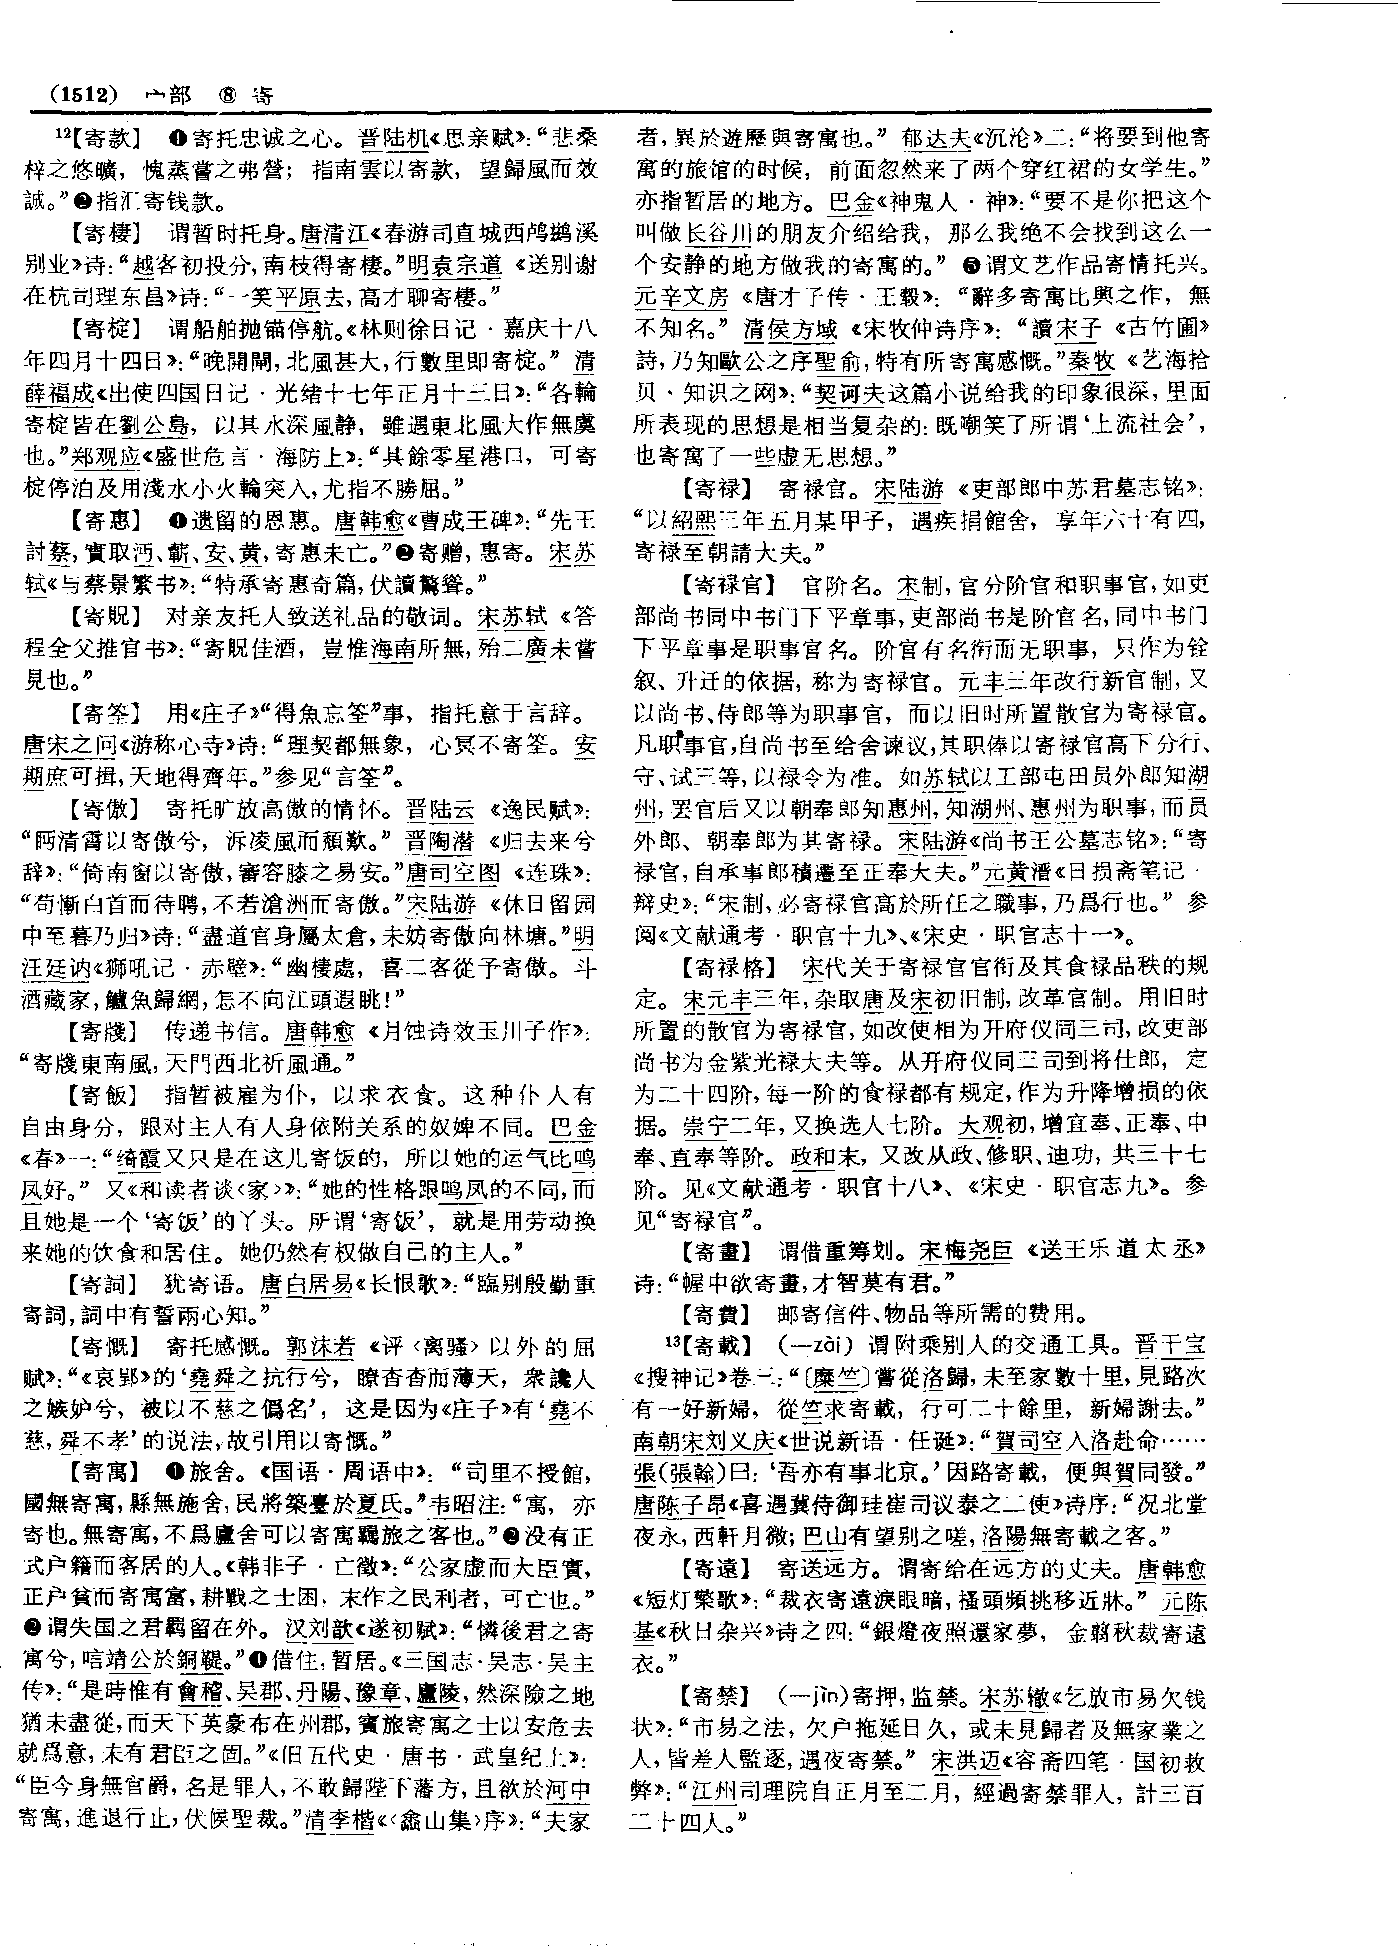 (1512) 宀部 ⑧ 寄
12【寄款】 ❶寄托忠诚之心。晋陆机《思亲赋》：“悲桑
梓之悠曠，愧蒸嘗之弗營；指南雲以寄款，望歸風而效
誠。”❷指汇寄钱款。
【寄棲】 谓暂时托身。唐清江《春游司直城西鸬鹚溪
别业》诗：“越客初投分，南枝得寄棲。”明袁宗道《送别谢
在杭司理东昌》诗：“一笑平原去，高才聊寄棲。”
【寄椗】 谓船舶抛锚停航。《林则徐日记·嘉庆十八
年四月十四日》：“晚開閘，北風甚大，行數里即寄椗。” 清
薛福成《出使四国日记·光绪十七年正月十三日》：“各輪
寄椗皆在劉公島，以其水深風静，雖遇東北風大作無虞
也。”郑观应《盛世危言·海防上》：“其餘零星港口，可寄
椗停泊及用淺水小火輪突入，尤指不勝屈。”
【寄惠】 ❶遗留的恩惠。唐韩愈《曹成王碑》：“先王
討蔡，實取沔、蘄、安、黄，寄惠未亡。”❷寄赠，惠寄。宋苏
轼《与蔡景繁书》：“特承寄惠奇篇，伏讀驚聳。”
【寄貺】 对亲友托人致送礼品的敬词。宋苏轼《答
程全父推官书》：“寄貺佳酒，豈惟海南所無，殆二廣未嘗
見也。”
【寄筌】 用《庄子》“得魚忘筌”事，指托意于言辞。
唐宋之问《游称心寺》诗：“理契都無象，心冥不寄筌。安
期庶可揖，天地得齊年。”参见“言筌”。
【寄傲】 寄托旷放高傲的情怀。晋陆云《逸民赋》：
“眄清霄以寄傲兮，泝凌風而頹歎。” 晋陶潜《归去来兮
辞》：“倚南窗以寄傲，審容膝之易安。”唐司空图《连珠》：
“苟慚白首而待聘，不若滄洲而寄傲。”宋陆游《休日留园
中至暮乃归》诗：“盡道官身屬太倉，未妨寄傲向林塘。”明
汪廷讷《狮吼记·赤壁》：“幽棲處，喜二客從予寄傲。斗
酒藏家，鱸魚歸網，怎不向江頭遐眺！”
【寄牋】 传递书信。唐韩愈《月蚀诗效玉川子作》：
“寄牋東南風，天門西北祈風通。”
【寄飯】 指暂被雇为仆，以求衣食。这种仆人有
自由身分，跟对主人有人身依附关系的奴婢不同。巴金
《春》一：“绮霞又只是在这儿寄饭的，所以她的运气比鸣
凤好。” 又《和读者谈〈家〉》：“她的性格跟鸣凤的不同，而
且她是一个‘寄饭’的丫头。所谓‘寄饭’，就是用劳动换
来她的饮食和居住。她仍然有权做自己的主人。”
【寄詞】 犹寄语。唐白居易《长恨歌》：“臨别殷勤重
寄詞，詞中有誓兩心知。”
【寄慨】 寄托感慨。郭沫若《评〈离骚〉以外的屈
赋》：“《哀郢》的‘堯舜之抗行兮，瞭杳杳而薄天，衆讒人
之嫉妒兮，被以不慈之僞名’，这是因为《庄子》有‘堯不
慈，舜不孝’的说法，故引用以寄慨。”
【寄寓】 ❶旅舍。《国语·周语中》：“司里不授館，
國無寄寓，縣無施舍，民將築臺於夏氏。”韦昭注：“寓，亦
寄也。無寄寓，不爲廬舍可以寄寓羈旅之客也。”❷没有正
式户籍而客居的人。《韩非子·亡徵》：“公家虚而大臣實，
正户貧而寄寓富，耕戰之士困，末作之民利者，可亡也。”
❸谓失国之君羁留在外。汉刘歆《遂初赋》：“憐後君之寄
寓兮，唁靖公於銅鞮。”❹借住，暂居。《三国志·吴志·吴主
传》：“是時惟有會稽、吴郡、丹陽、豫章、廬陵，然深險之地
猶未盡從，而天下英豪布在州郡，賓旅寄寓之士以安危去
就爲意，未有君臣之固。”《旧五代史·唐书·武皇纪上》：
“臣今身無官爵，名是罪人，不敢歸陛下藩方，且欲於河中
寄寓，進退行止，伏候聖裁。”清李楷《〈龕山集〉序》：“夫家
者，異於遊歷與寄寓也。” 郁达夫《沉沦》二：“将要到他寄
寓的旅馆的时候，前面忽然来了两个穿红裙的女学生。”
亦指暂居的地方。巴金《神鬼人·神》：“要不是你把这个
叫做长谷川的朋友介绍给我，那么我绝不会找到这么一
个安静的地方做我的寄寓的。” ❺谓文艺作品寄情托兴。
元辛文房《唐才子传·王毂》：“辭多寄寓比興之作，無
不知名。” 清侯方域《宋牧仲诗序》：“讀宋子《古竹圃》
詩，乃知歐公之序聖俞，特有所寄寓感慨。”秦牧《艺海拾
贝·知识之网》：“契诃夫这篇小说给我的印象很深，里面
所表现的思想是相当复杂的：既嘲笑了所谓‘上流社会’，
也寄寓了一些虚无思想。”
【寄禄】 寄禄官。宋陆游《吏部郎中苏君墓志铭》：
“以紹熙三年五月某甲子，遇疾捐館舍，享年六十有四，
寄禄至朝請大夫。”
【寄禄官】 官阶名。宋制，官分阶官和职事官，如吏
部尚书同中书门下平章事，吏部尚书是阶官名，同中书门
下平章事是职事官名。阶官有名衔而无职事，只作为铨
叙、升迁的依据，称为寄禄官。元丰三年改行新官制，又
以尚书、侍郎等为职事官，而以旧时所置散官为寄禄官。
凡职事官，自尚书至给舍谏议，其职俸以寄禄官高下分行、
守、试三等，以禄令为准。如苏轼以工部屯田员外郎知湖
州，罢官后又以朝奉郎知惠州，知湖州、惠州为职事，而员
外郎、朝奉郎为其寄禄。宋陆游《尚书王公墓志铭》：“寄
禄官，自承事郎積遷至正奉大夫。”元黄溍《日损斋笔记·
辩史》：“宋制，必寄禄官高於所任之職事，乃爲行也。” 参
阅《文献通考·职官十九》、《宋史·职官志十一》。
【寄禄格】 宋代关于寄禄官官衔及其食禄品秩的规
定。宋元丰三年，杂取唐及宋初旧制，改革官制。用旧时
所置的散官为寄禄官，如改使相为开府仪同三司，改吏部
尚书为金紫光禄大夫等。从开府仪同三司到将仕郎，定
为二十四阶，每一阶的食禄都有规定，作为升降增损的依
据。崇宁二年，又换选人七阶。大观初，增宣奉、正奉、中
奉、直奉等阶。政和末，又改从政、修职、迪功，共三十七
阶。见《文献通考·职官十八》、《宋史·职官志九》。参
见“寄禄官”。
【寄畫】 谓借重筹划。宋梅尧臣《送王乐道太丞》
诗：“幄中欲寄畫，才智莫有君。”
【寄費】 邮寄信件、物品等所需的费用。
13【寄載】 (—zài) 谓附乘别人的交通工具。晋干宝
《搜神记》卷三：“〔糜竺〕嘗從洛歸，未至家數十里，見路次
有一好新婦，從竺求寄載，行可二十餘里，新婦謝去。”
南朝宋刘义庆《世说新语·任诞》：“賀司空入洛赴命……
張(張翰)曰：‘吾亦有事北京。’因路寄載，便與賀同發。”
唐陈子昂《喜遇冀侍御珪崔司议泰之二使》诗序：“况北堂
夜永，西軒月微；巴山有望别之嗟，洛陽無寄載之客。”
【寄遠】 寄送远方。谓寄给在远方的丈夫。唐韩愈
《短灯檠歌》：“裁衣寄遠淚眼暗，搔頭頻挑移近牀。” 元陈
基《秋日杂兴》诗之四：“銀燈夜照還家夢，金翦秋裁寄遠
衣。”
【寄禁】 (—jìn)寄押，监禁。宋苏辙《乞放市易欠钱
状》：“市易之法，欠户拖延日久，或未見歸者及無家業之
人，皆差人監逐，遇夜寄禁。” 宋洪迈《容斋四笔·国初救
弊》：“江州司理院自正月至二月，經過寄禁罪人，計三百
二十四人。”